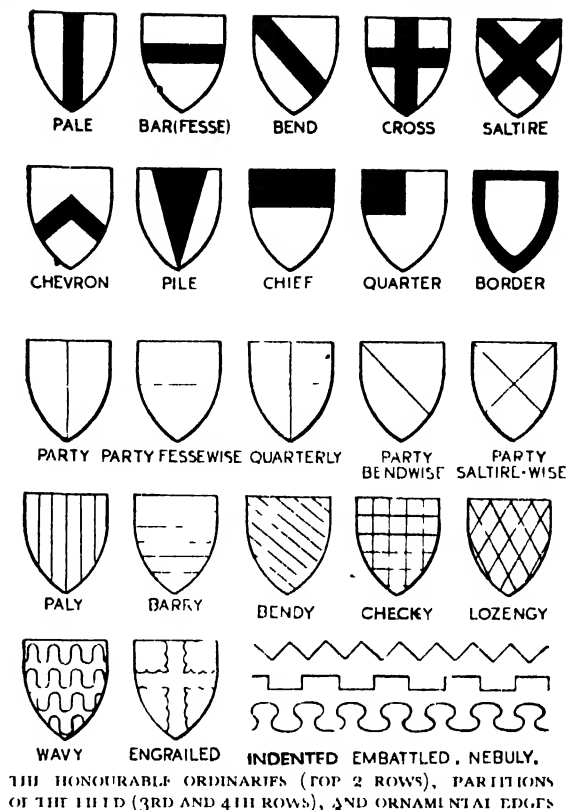 PALE BAR(FESSE) BEND CROSS SALTIRE
CHEVRON PILE CHIEF QUARTER BORDER
PARTY PARTY FESSEWISE QUARTERLY PARTY BENDWISE PARTY SALTIRE-WISE
PALY BARRY BENDY CHECKY LOZENGY
WAVY ENGRAILED INDENTED EMBATTLED. NEBULY.
THE HONOURABLE ORDINARIES (TOP 2 ROWS), PARTITIONS
OF THE FIELD (3RD AND 4TH ROWS), AND ORNAMENTAL EDGES